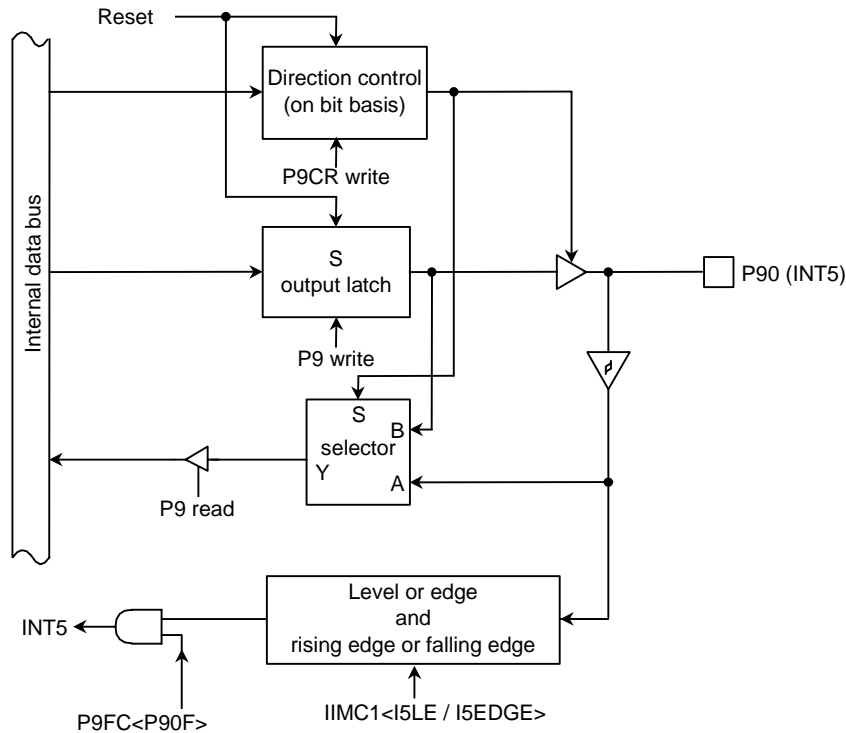 Reset
Direction control
(on bit basis)
P9CR write
Internal data bus
S
output latch
P90 (INT5)
P9 write
S
B
selector
Y
A
P9 read
Level or edge
and
rising edge or falling edge
INT5
P9FC<P90F>
IIMC1<I5LE / I5EDGE>